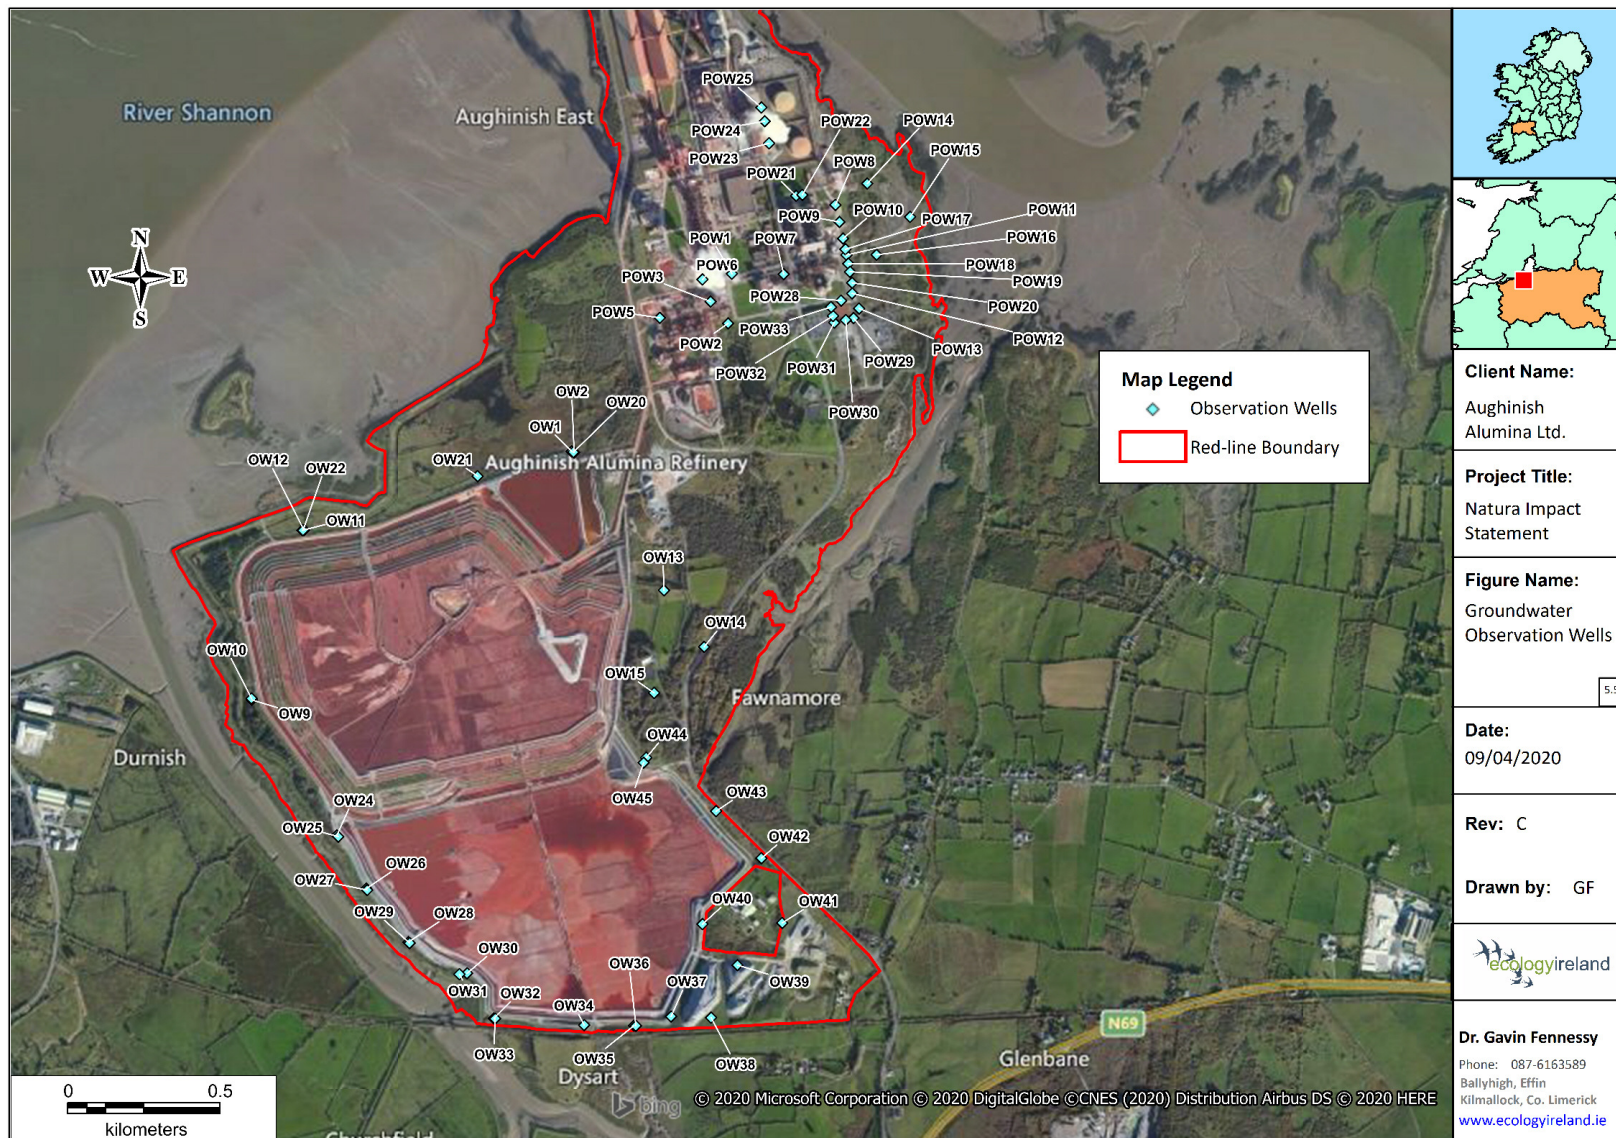 River Shannon
Aughinish East
POW25
POW24
POW23
POW22
POW14
POW21
POW8
POW15
POW9
POW10
POW17
POW11
POW1
POW7
POW16
POW6
POW3
POW18
POW19
POW28
POW20
POW5
POW33
POW2
POW12
POW13
POW29
POW32
POW31
POW30
N
W
E
S
Map Legend
Observation Wells
Red-line Boundary
OW2
OW20
OW1
OW21
Aughinish Alumina Refinery
OW12
OW22
OW11
OW13
OW14
OW10
OW15
OW9
Fawnamore
Durnish
OW44
OW45
OW43
OW24
OW25
OW42
OW26
OW27
OW29
OW28
OW40
OW41
OW30
OW31
OW36
OW37
OW39
OW32
OW34
OW33
OW35
OW38
N69
Glenbane
Dysart
Churchfield
bing
0 0.5
kilometers
© 2020 Microsoft Corporation © 2020 DigitalGlobe ©CNES (2020) Distribution Airbus DS © 2020 HERE
Client Name:
Aughinish
Alumina Ltd.
Project Title:
Natura Impact
Statement
Figure Name:
Groundwater
Observation Wells
Date:
09/04/2020
Rev: C
Drawn by: GF
ecologyireland
Dr. Gavin Fennessy
Phone: 087-6163589
Ballyhigh, Effin
Kilmallock, Co. Limerick
www.ecologyireland.ie